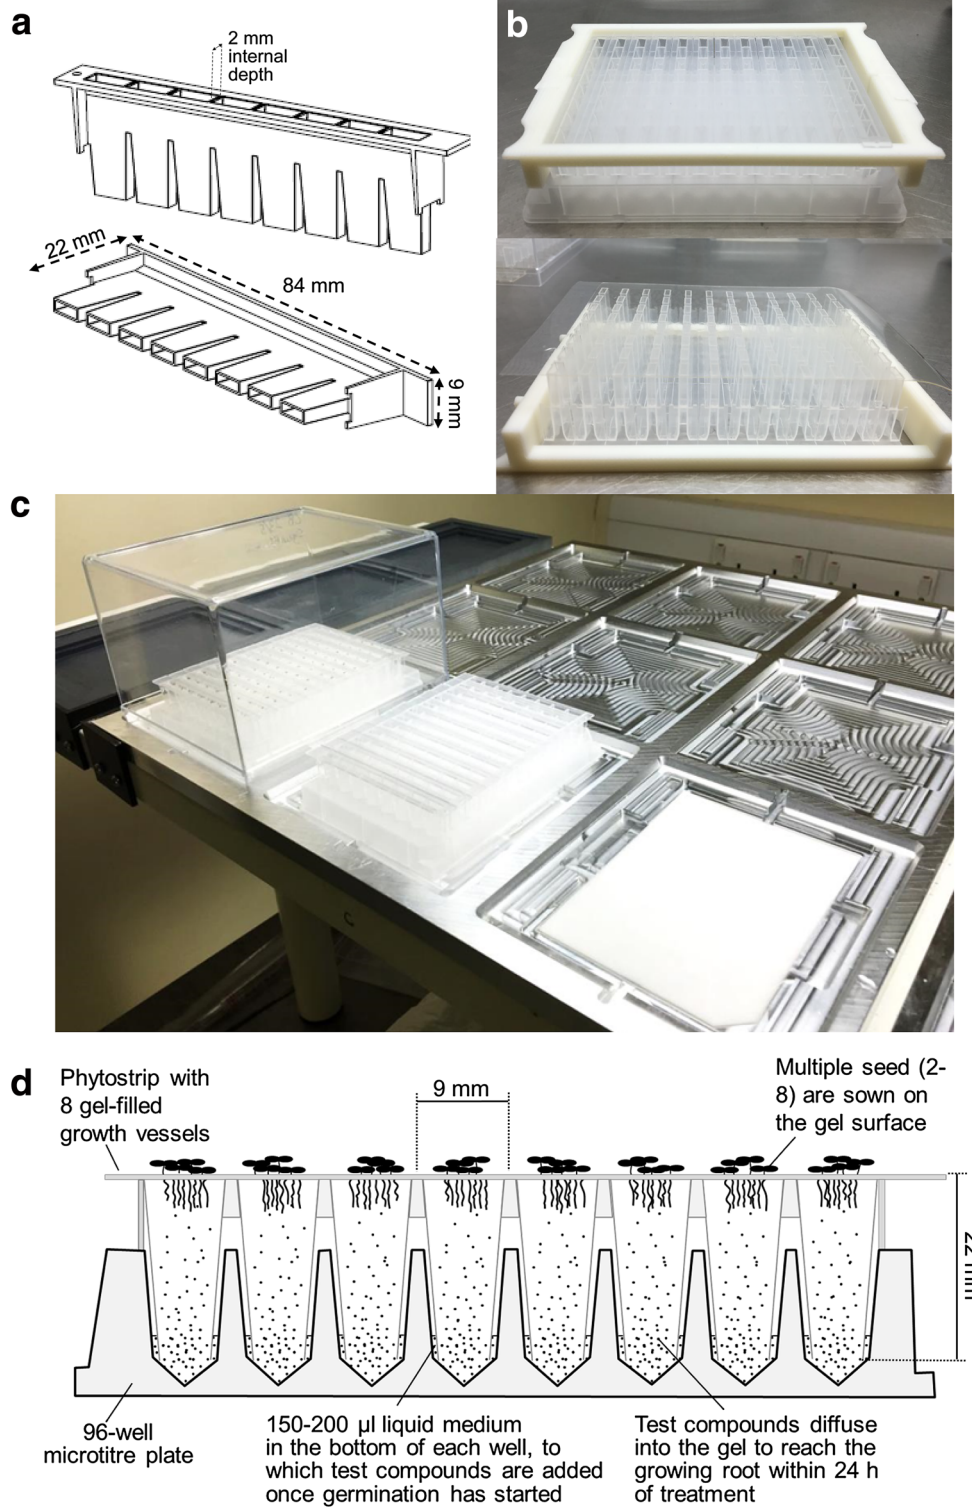 a
2 mm
internal
depth
22 mm
84 mm
9 mm
b
c
C
d
Phytostrip with
8 gel-filled
growth vessels
9 mm
Multiple seed (2-
8) are sown on
the gel surface
22 mm
96-well
microtitre plate
150-200 µl liquid medium
in the bottom of each well, to
which test compounds are added
once germination has started
Test compounds diffuse
into the gel to reach the
growing root within 24 h
of treatment